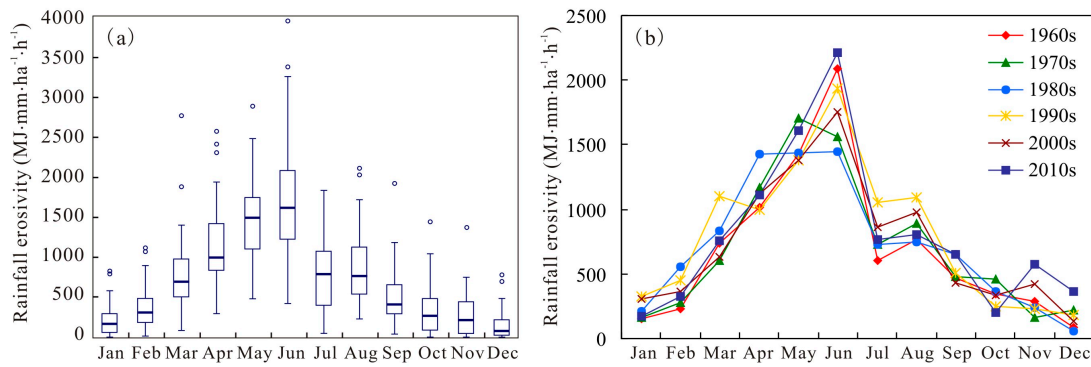 (a)
Rainfall erosivity (MJ·mm·ha⁻¹·h⁻¹)
4000
3500
3000
2500
2000
1500
1000
500
0
Jan Feb Mar Apr May Jun Jul Aug Sep Oct Nov Dec
(b)
Rainfall erosivity (MJ·mm·ha⁻¹·h⁻¹)
2500
2000
1500
1000
500
0
Jan Feb Mar Apr May Jun Jul Aug Sep Oct Nov Dec
1960s
1970s
1980s
1990s
2000s
2010s